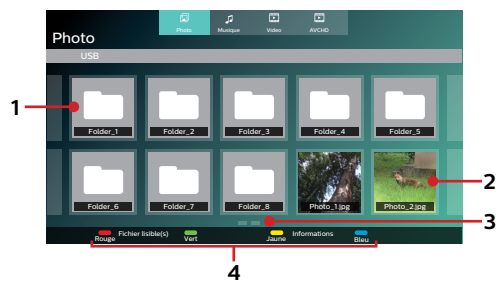 Photo Musique Video AVCHD
Photo
USB
1
Folder_1 Folder_2 Folder_3 Folder_4 Folder_5
2
Folder_6 Folder_7 Folder_8 Photo_1.jpg Photo_2.jpg
3
Rouge Fichier lisible(s) Vert Jaune Informations Bleu
4